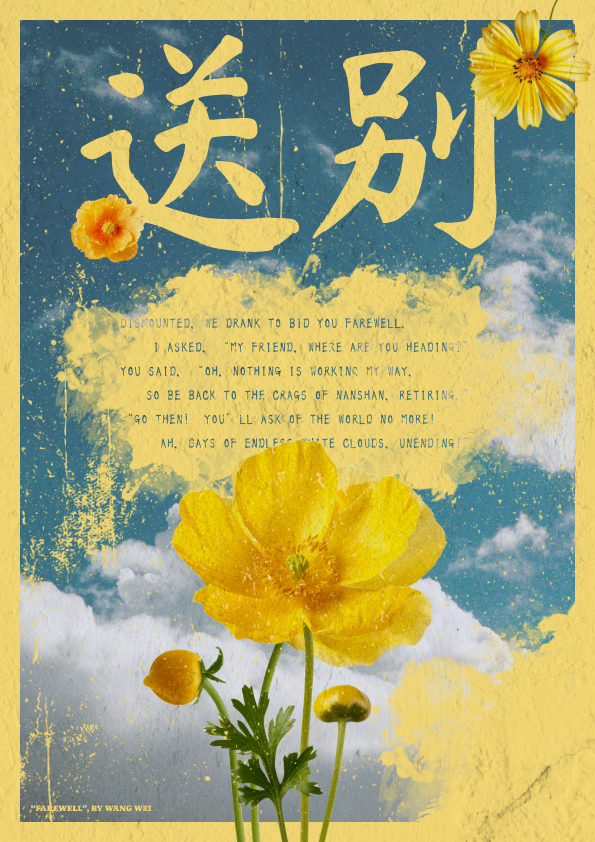 送别
DISMOUNTED, WE DRANK TO BID YOU FAREWELL.
I ASKED, "MY FRIEND, WHERE ARE YOU HEADING?"
YOU SAID, "OH, NOTHING IS WORKING MY WAY,
SO BE BACK TO THE CRAGS OF NANSHAN, RETIRING."
"GO THEN! YOU'LL ASK OF THE WORLD NO MORE!
AH, DAYS OF ENDLESS WHITE CLOUDS, UNENDING!"
"FAREWELL", BY WANG WEI